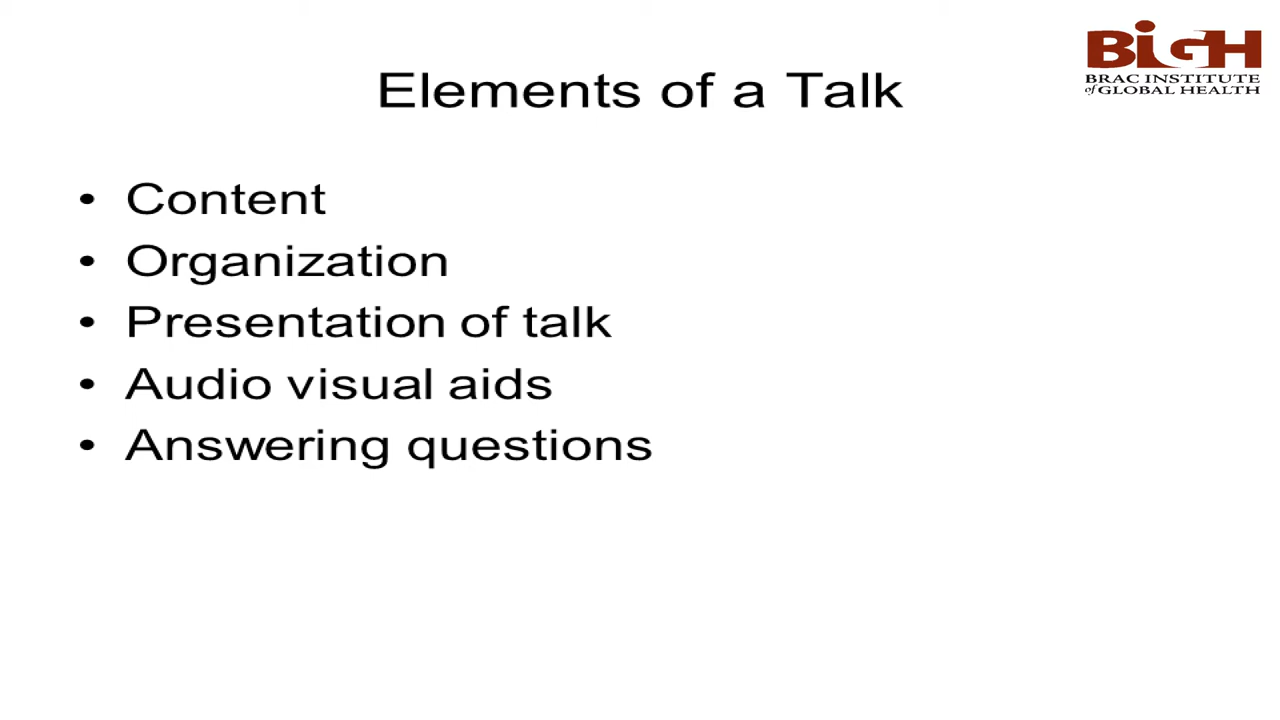 BIGH
BRAC INSTITUTE
of GLOBAL HEALTH
Elements of a Talk
• Content
• Organization
• Presentation of talk
• Audio visual aids
• Answering questions